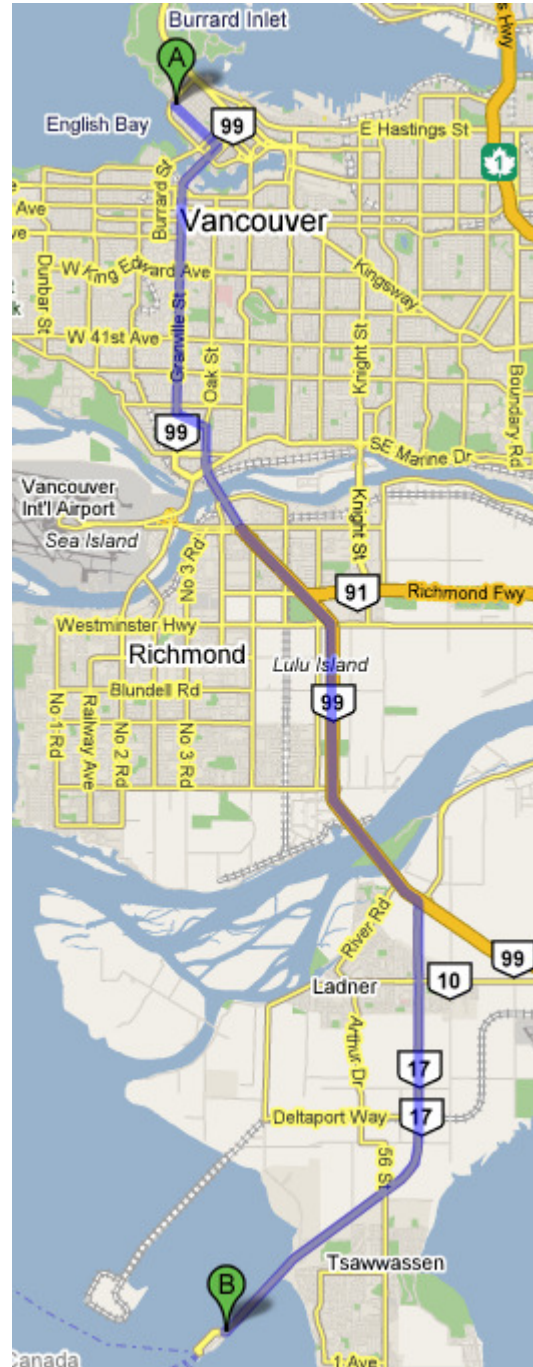 Burrard Inlet
A
s Hwy
English Bay
99
E Hastings St
1
Burrard St
Ave
Vancouver
ve
W King Edward Ave
Kingsway
Dunbar St
k
W 41st Ave
Granville St
Oak St
Knight St
Boundary Rd
99
SE Marine Dr
Vancouver
Int'l Airport
Sea Island
Knight St
No 3 Rd
91
Richmond Fwy
Westminster Hwy
Richmond
Lulu Island
Blundell Rd
99
No 1 Rd
Railway Ave
No 2 Rd
No 3 Rd
River Rd
99
Ladner
10
Arthur Dr
17
Deltaport Way
17
56 St
Tsawwassen
B
Canada
1 Ave